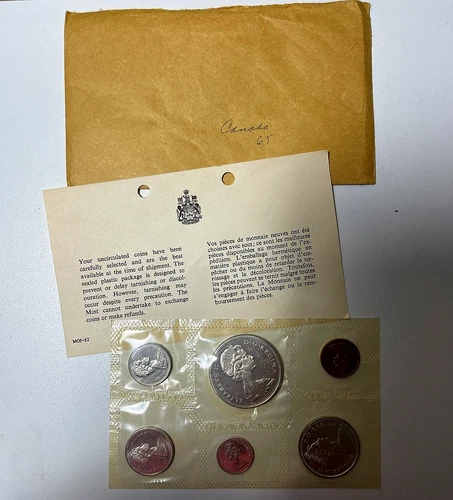 Canada
65
Your uncirculated coins have been
carefully selected and are the best
available at the time of shipment. The
sealed plastic package is designed to
prevent or delay tarnishing or discol-
ouration. However, tarnishing may
occur despite every precaution. The
Mint cannot undertake to exchange
coins or make refunds.
MOF-82
Vos pièces de monnaie neuves ont été
choisies avec soin; ce sont les meilleures
pièces disponibles au moment de l'ex-
pédition. L'emballage hermétique en
matière plastique a pour objet d'em-
pêcher ou du moins de retarder le ter-
nissage et la décoloration. Toutefois,
les pièces peuvent se ternir malgré toutes
les précautions. La Monnaie ne peut
s'engager à faire l'échange ou le rem-
boursement des pièces.